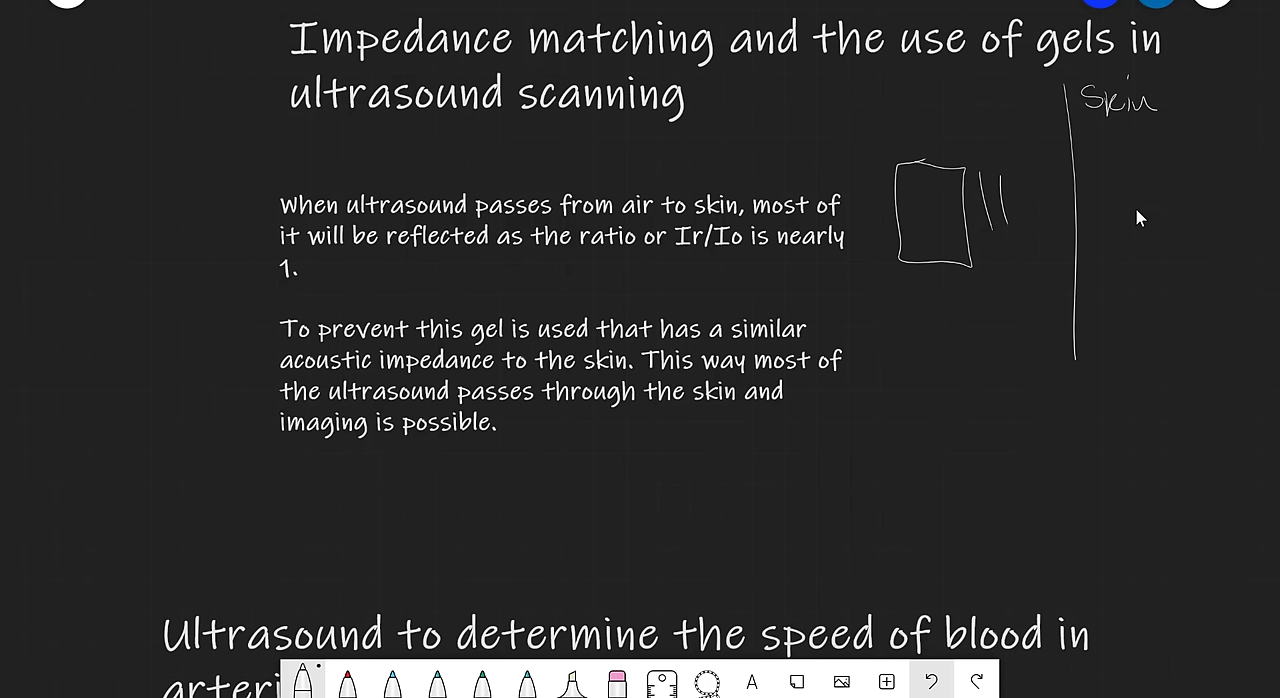 Impedance matching and the use of gels in
ultrasound scanning
Skin
When ultrasound passes from air to skin, most of
it will be reflected as the ratio or Ir/Io is nearly
1.
To prevent this gel is used that has a similar
acoustic impedance to the skin. This way most of
the ultrasound passes through the skin and
imaging is possible.
Ultrasound to determine the speed of blood in
arteri
A